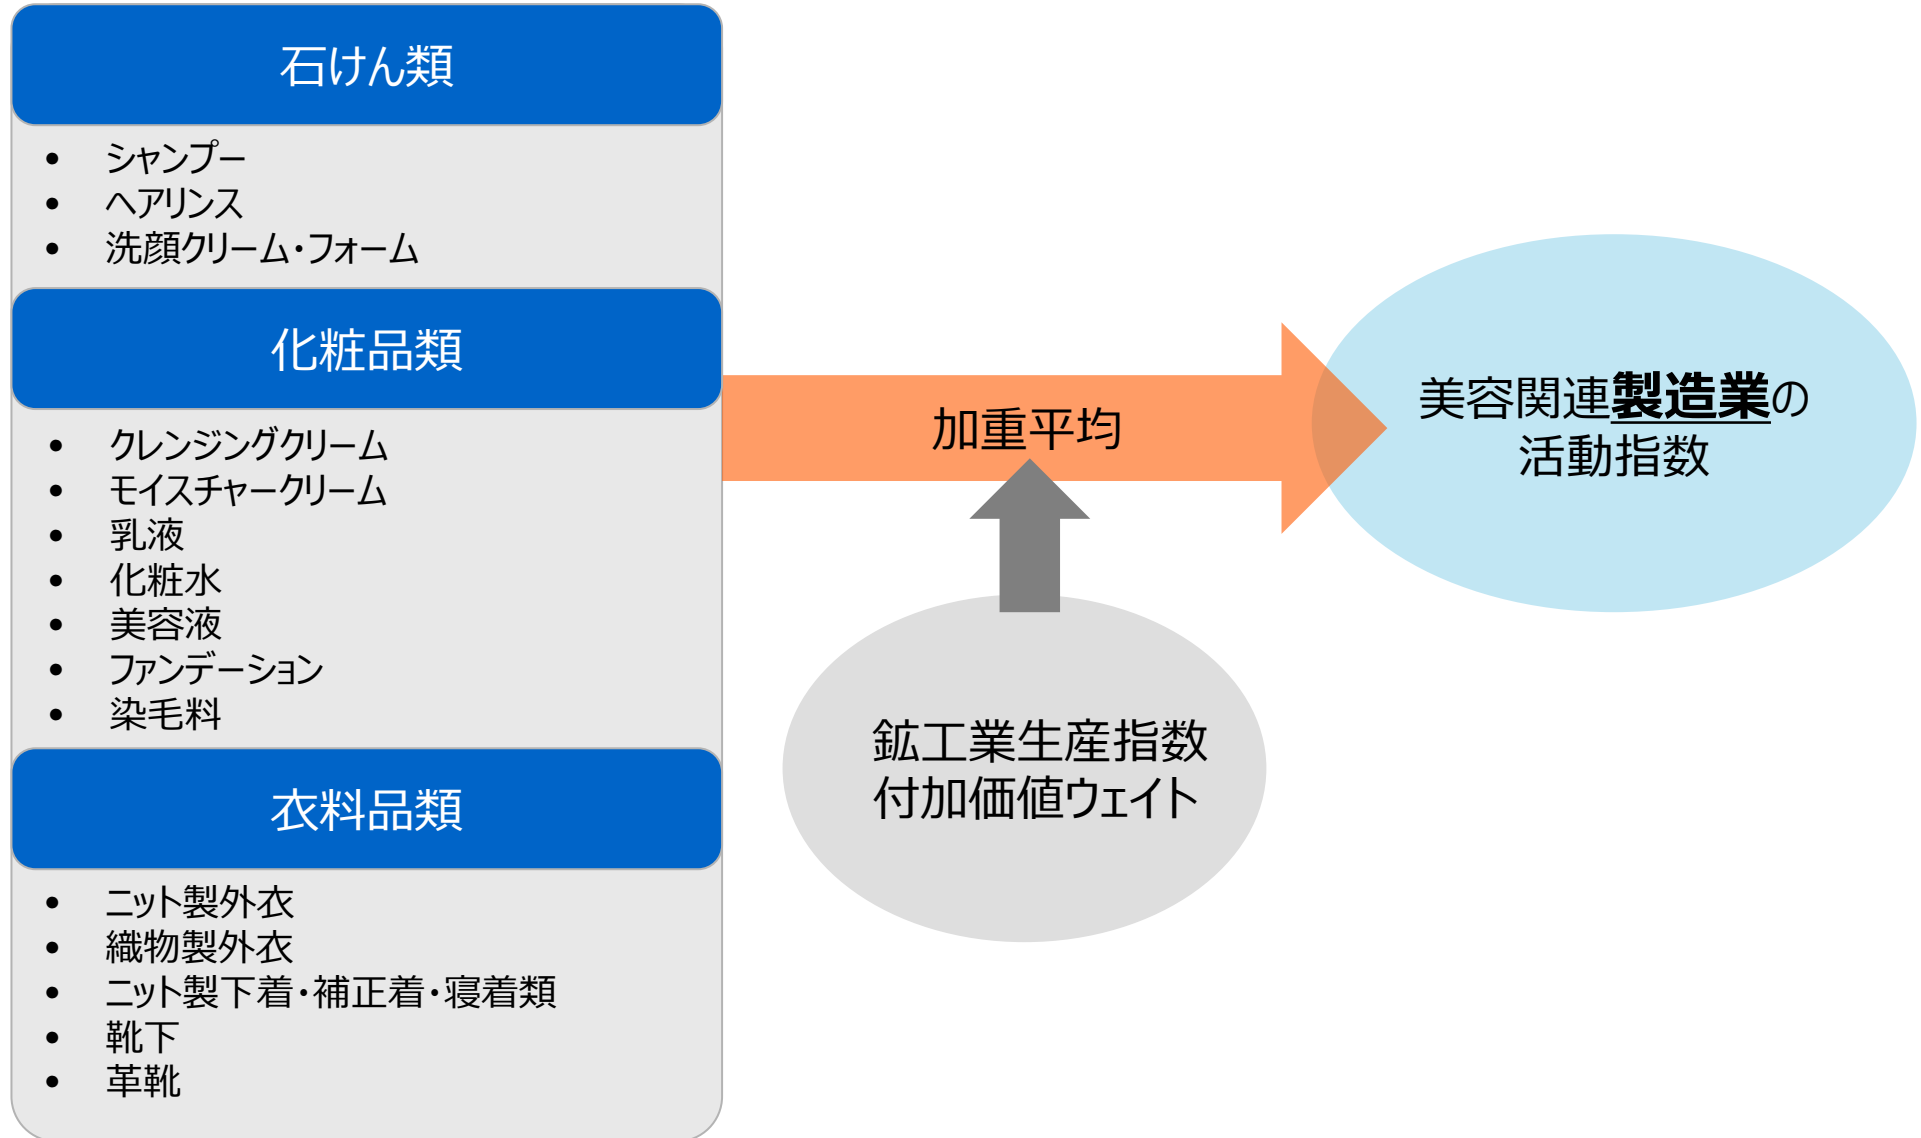 石けん類
• シャンプー
• ヘアリンス
• 洗顔クリーム・フォーム
化粧品類
• クレンジングクリーム
• モイスチャークリーム
• 乳液
• 化粧水
• 美容液
• ファンデーション
• 染毛料
衣料品類
• ニット製外衣
• 織物製外衣
• ニット製下着・補正着・寝着類
• 靴下
• 革靴
加重平均
鉱工業生産指数
付加価値ウェイト
美容関連製造業の
活動指数